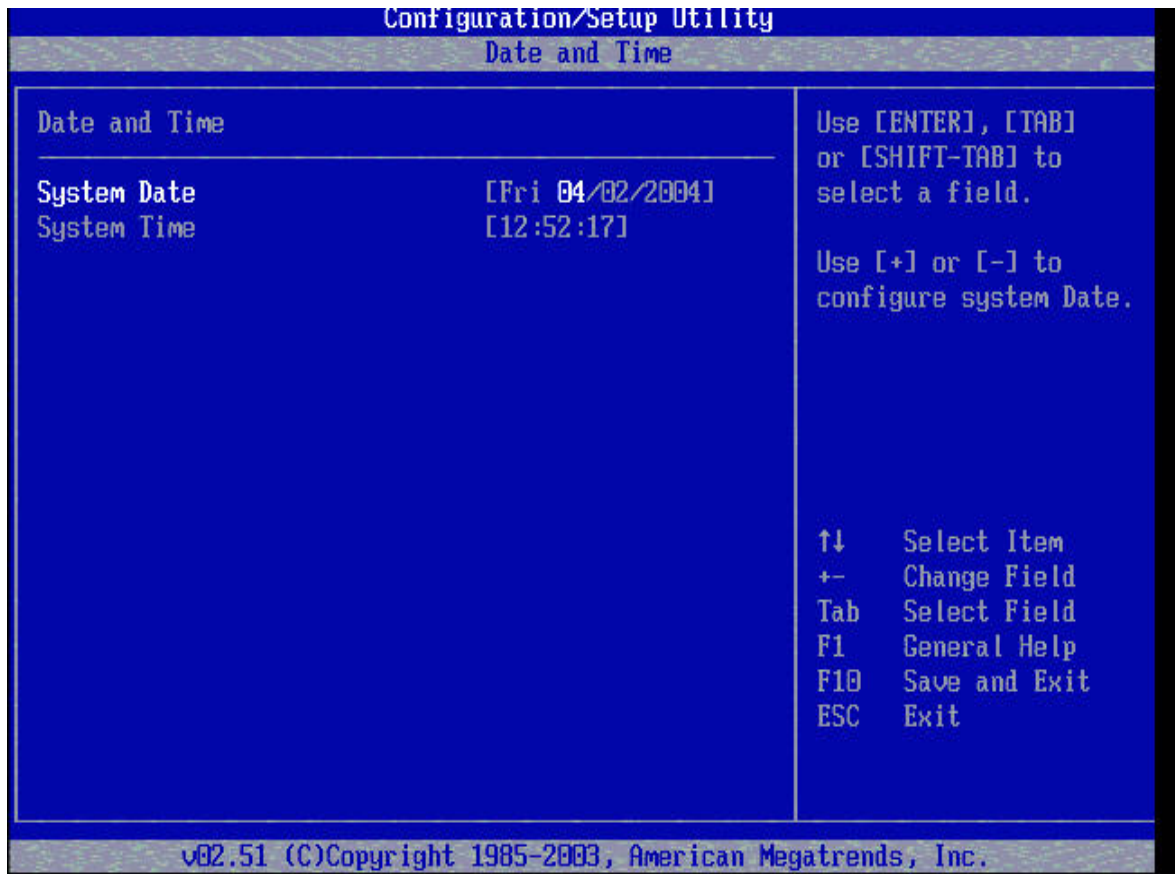 Configuration/Setup Utility
Date and Time
Date and Time
System Date [Fri 04/02/2004]
System Time [12:52:17]
Use [ENTER], [TAB]
or [SHIFT-TAB] to
select a field.
Use [+] or [-] to
configure system Date.
↑↓ Select Item
+- Change Field
Tab Select Field
F1 General Help
F10 Save and Exit
ESC Exit
v02.51 (C)Copyright 1985-2003, American Megatrends, Inc.